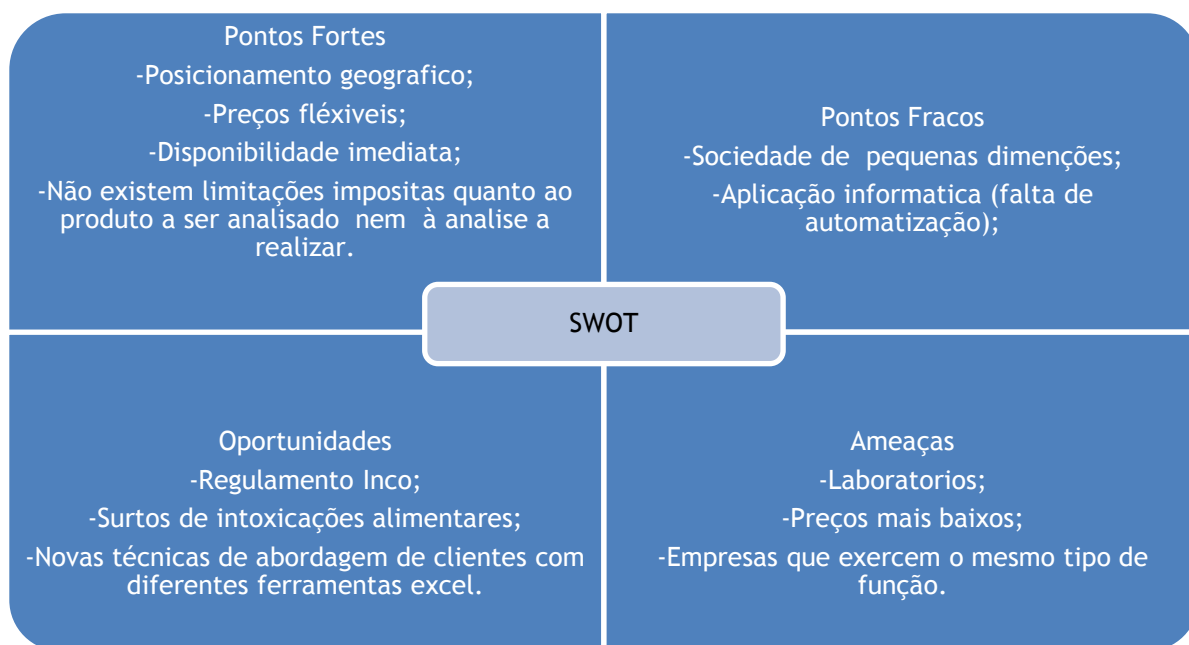 Pontos Fortes
-Posicionamento geografico;
-Preços fléxiveis;
-Disponibilidade imediata;
-Não existem limitações impositas quanto ao
produto a ser analisado nem à analise a
realizar.
Pontos Fracos
-Sociedade de pequenas dimenções;
-Aplicação informatica (falta de
automatização);
SWOT
Oportunidades
-Regulamento Inco;
-Surtos de intoxicações alimentares;
-Novas técnicas de abordagem de clientes com
diferentes ferramentas excel.
Ameaças
-Laboratorios;
-Preços mais baixos;
-Empresas que exercem o mesmo tipo de
função.